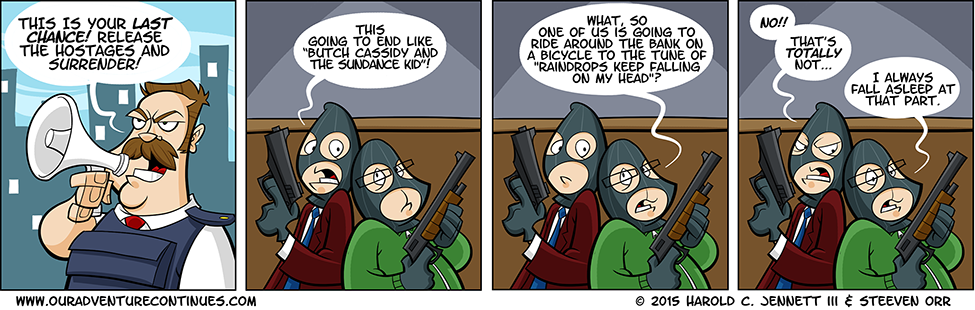 THIS IS YOUR LAST
CHANCE! RELEASE
THE HOSTAGES AND
SURRENDER!
THIS
GOING TO END LIKE
"BUTCH CASSIDY AND
THE SUNDANCE KID"!
WHAT, SO
ONE OF US IS GOING TO
RIDE AROUND THE BANK ON
A BICYCLE TO THE TUNE OF
"RAINDROPS KEEP FALLING
ON MY HEAD"?
NO!!
THAT'S
TOTALLY
NOT...
I ALWAYS
FALL ASLEEP AT
THAT PART.
WWW.OURADVENTURECONTINUES.COM
© 2015 HAROLD C. JENNETT III & STEEVEN ORR